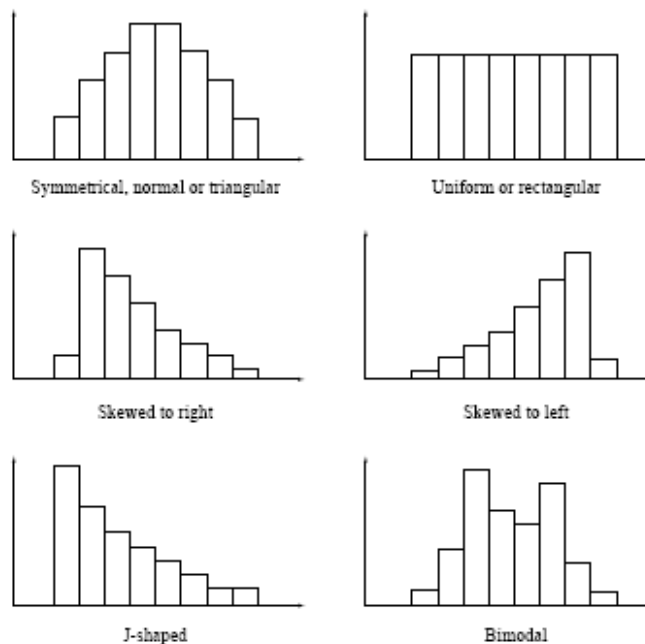 Symmetrical, normal or triangular
Uniform or rectangular
Skewed to right
Skewed to left
J-shaped
Bimodal